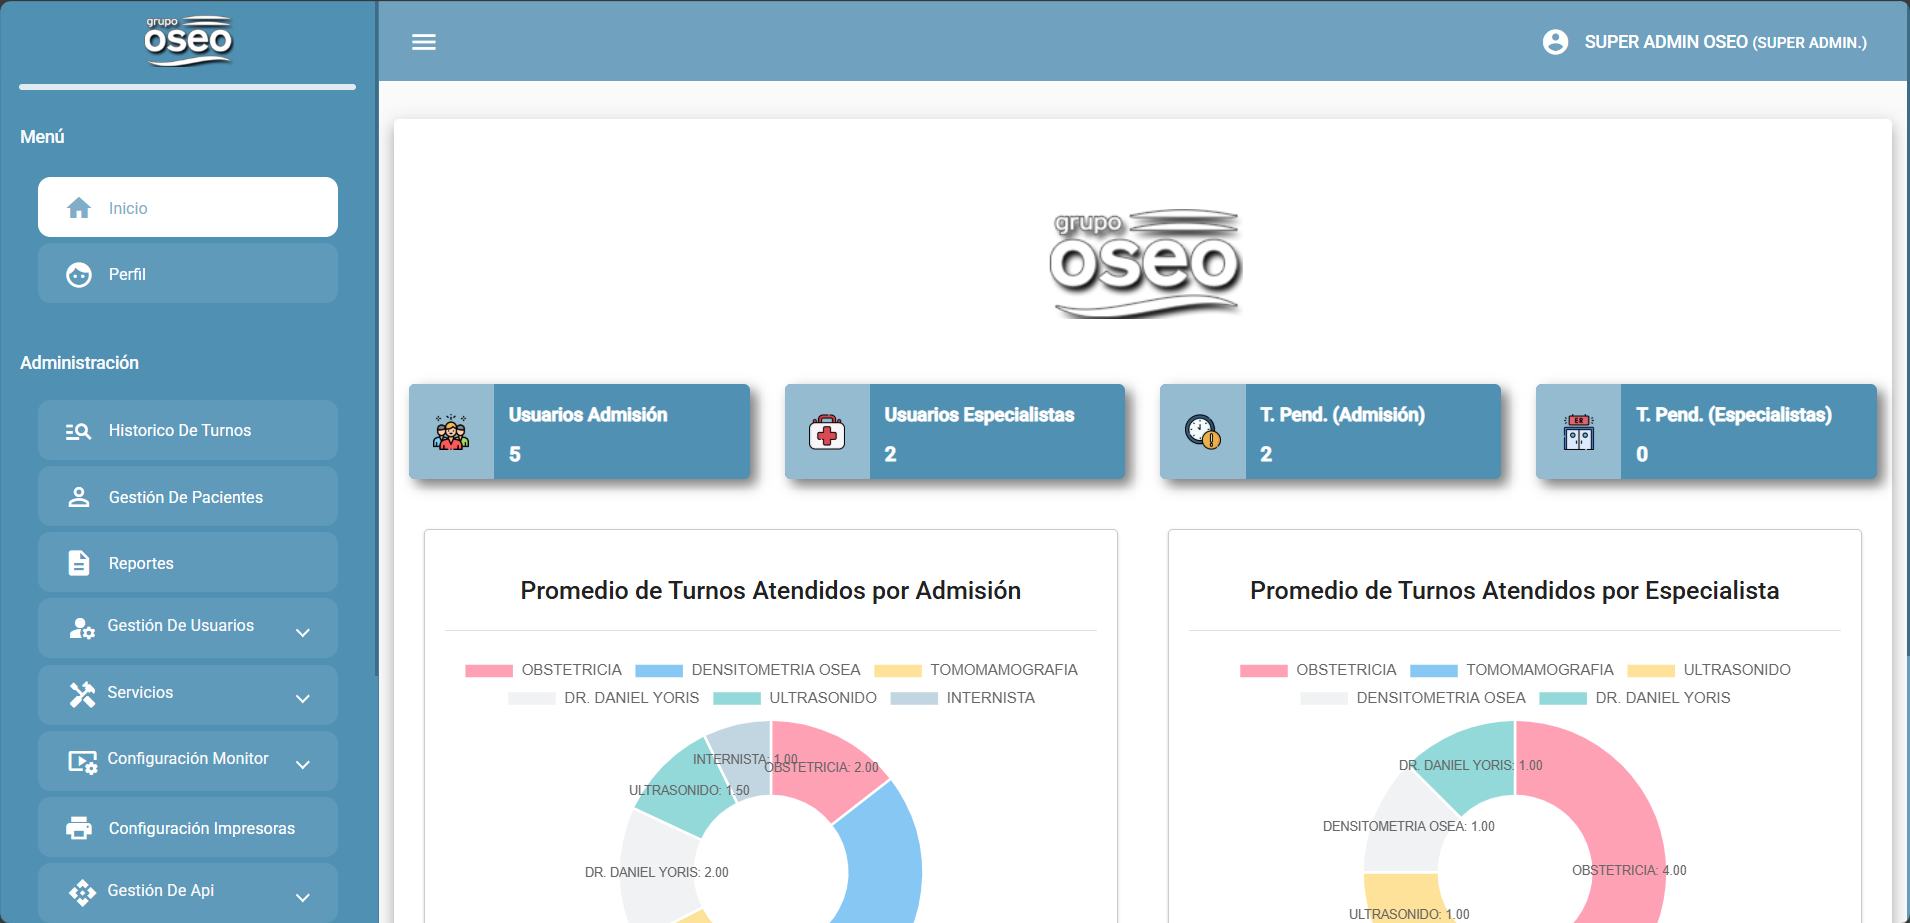 grupo
oseo
SUPER ADMIN OSEO (SUPER ADMIN.)
Menú
Inicio
Perfil
Administración
Historico De Turnos
Gestión De Pacientes
Reportes
Gestión De Usuarios
Servicios
Configuración Monitor
Configuración Impresoras
Gestión De Api
grupo
oseo
Usuarios Admisión
5
Usuarios Especialistas
2
T. Pend. (Admisión)
2
ER
T. Pend. (Especialistas)
0
Promedio de Turnos Atendidos por Admisión
OBSTETRICIA DENSITOMETRIA OSEA TOMOMAMOGRAFIA
DR. DANIEL YORIS ULTRASONIDO INTERNISTA
INTERNISTA: 1.00
OBSTETRICIA: 2.00
ULTRASONIDO: 1.50
DR. DANIEL YORIS: 2.00
Promedio de Turnos Atendidos por Especialista
OBSTETRICIA TOMOMAMOGRAFIA ULTRASONIDO
DENSITOMETRIA OSEA DR. DANIEL YORIS
DR. DANIEL YORIS: 1.00
DENSITOMETRIA OSEA: 1.00
OBSTETRICIA: 4.00
ULTRASONIDO: 1.00